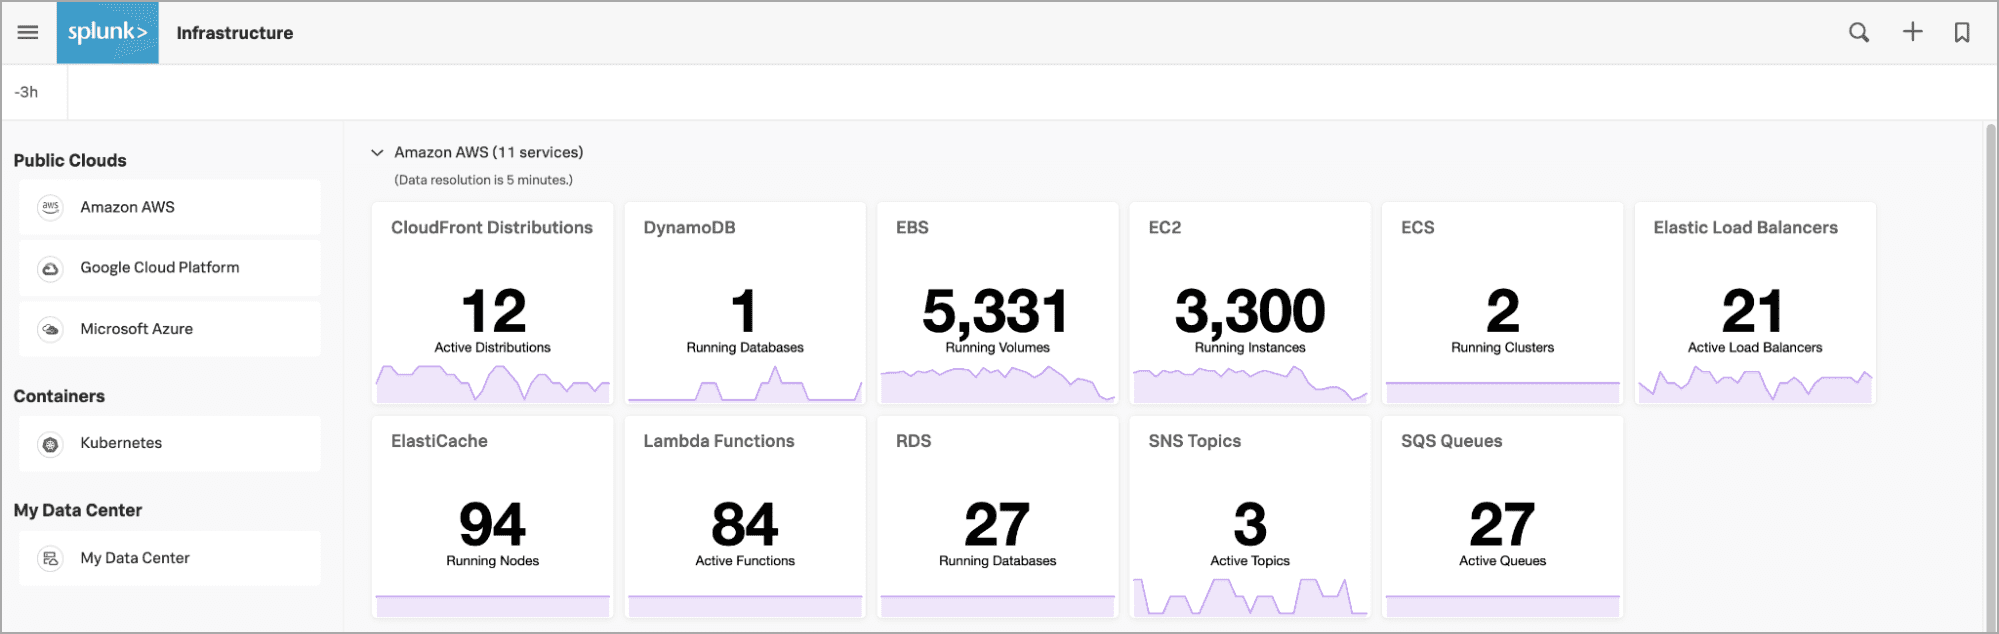 splunk> Infrastructure
-3h
Public Clouds
aws Amazon AWS
Google Cloud Platform
Microsoft Azure
Containers
Kubernetes
My Data Center
My Data Center
Amazon AWS (11 services)
(Data resolution is 5 minutes.)
CloudFront Distributions
12
Active Distributions
DynamoDB
1
Running Databases
EBS
5,331
Running Volumes
EC2
3,300
Running Instances
ECS
2
Running Clusters
Elastic Load Balancers
21
Active Load Balancers
ElastiCache
94
Running Nodes
Lambda Functions
84
Active Functions
RDS
27
Running Databases
SNS Topics
3
Active Topics
SQS Queues
27
Active Queues